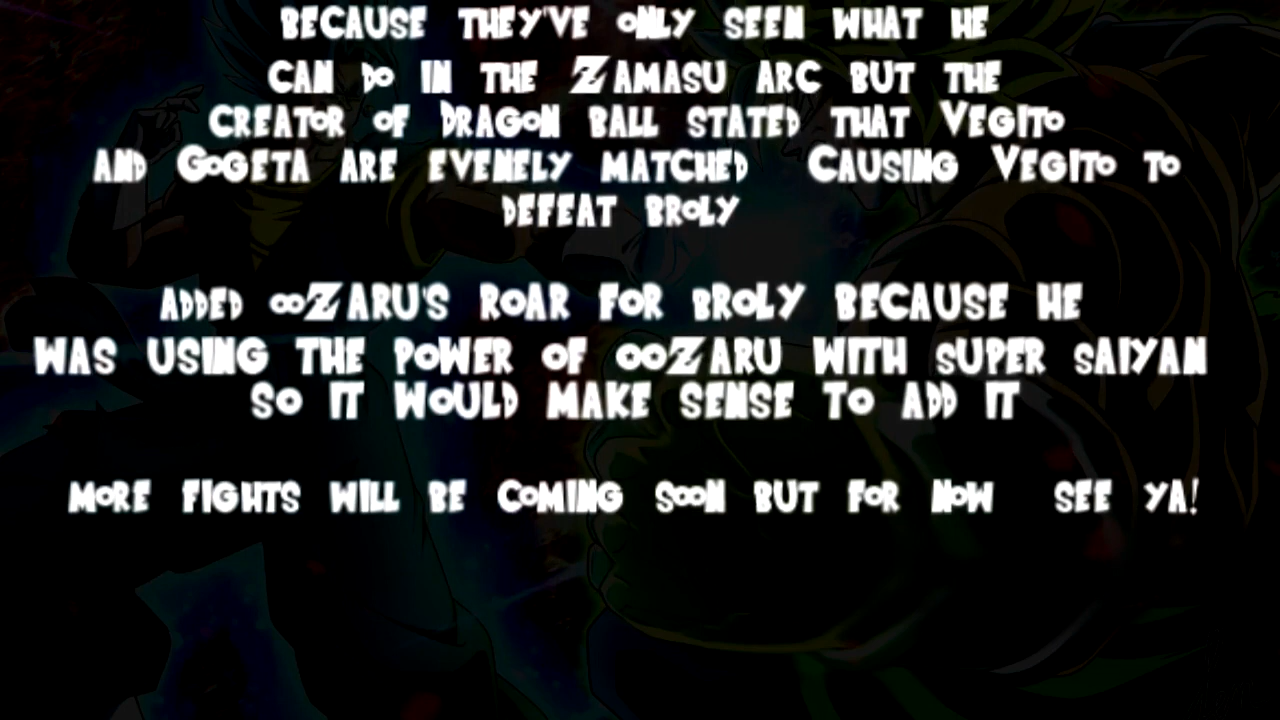 BECAUSE THEY'VE ONLY SEEN WHAT HE
CAN DO IN THE ZAMASU ARC BUT THE
CREATOR OF DRAGON BALL STATED THAT VEGITO
AND GOGETA ARE EVENELY MATCHED CAUSING VEGITO TO
DEFEAT BROLY
ADDED OOZARU'S ROAR FOR BROLY BECAUSE HE
WAS USING THE POWER OF OOZARU WITH SUPER SAIYAN
SO IT WOULD MAKE SENSE TO ADD IT
MORE FIGHTS WILL BE COMING SOON BUT FOR NOW SEE YA!